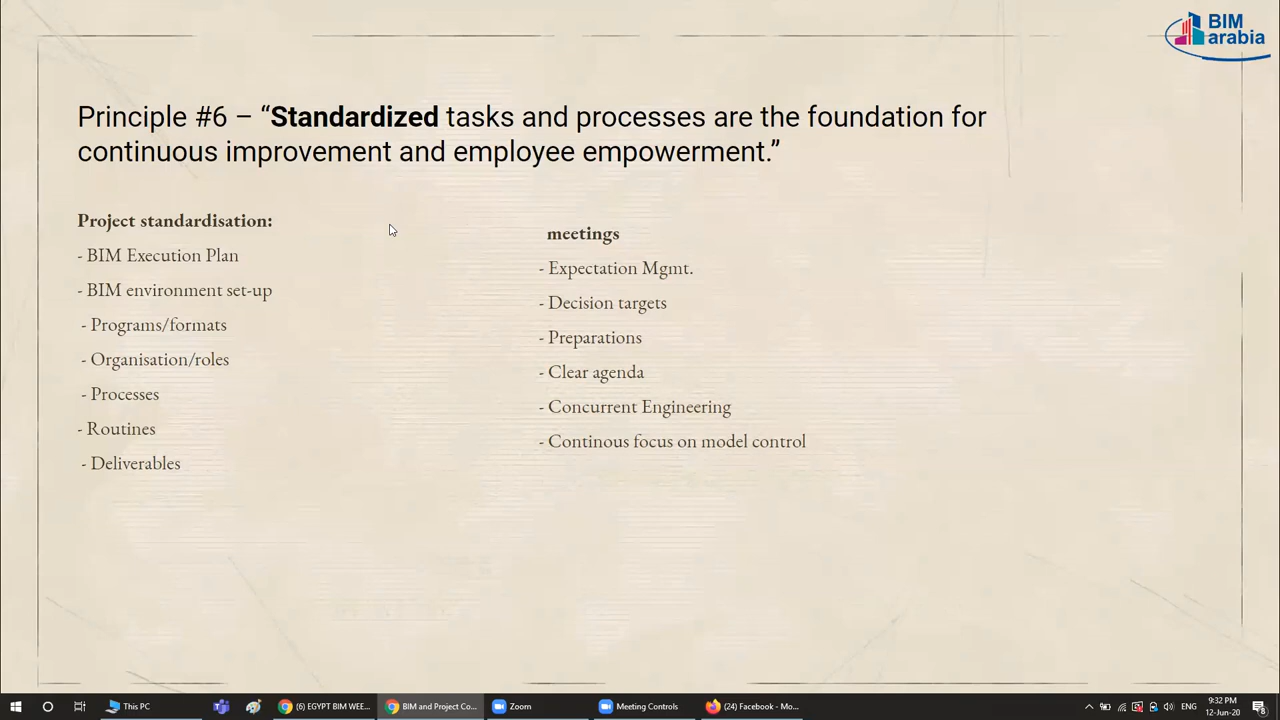 BIM
arabia
Principle #6 – “Standardized tasks and processes are the foundation for
continuous improvement and employee empowerment.”
Project standardisation:
- BIM Execution Plan
- BIM environment set-up
- Programs/formats
- Organisation/roles
- Processes
- Routines
- Deliverables
meetings
- Expectation Mgmt.
- Decision targets
- Preparations
- Clear agenda
- Concurrent Engineering
- Continous focus on model control
This PC
(6) EGYPT BIM WEE...
BIM and Project Co...
Zoom
Meeting Controls
(24) Facebook - Mo...
ENG
9:32 PM
12-Jun-20